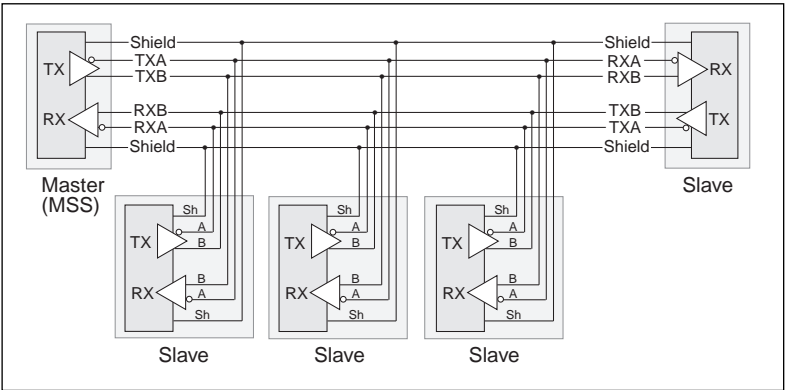 Shield Shield
TXA RXA
TX TXB RXB RX
RXB TXB
RX RXA TXA TX
Shield Shield
Master
(MSS)
Slave
Sh Sh Sh
A A A
TX B TX B TX B
B B B
RX A RX A RX A
Sh Sh Sh
Slave Slave Slave